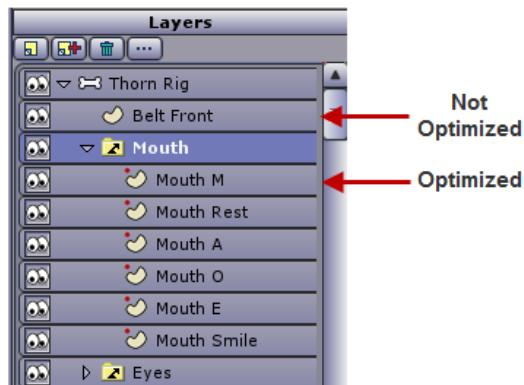 Layers
Thorn Rig
Belt Front
Not
Optimized
Mouth
Mouth M
Optimized
Mouth Rest
Mouth A
Mouth O
Mouth E
Mouth Smile
Eyes